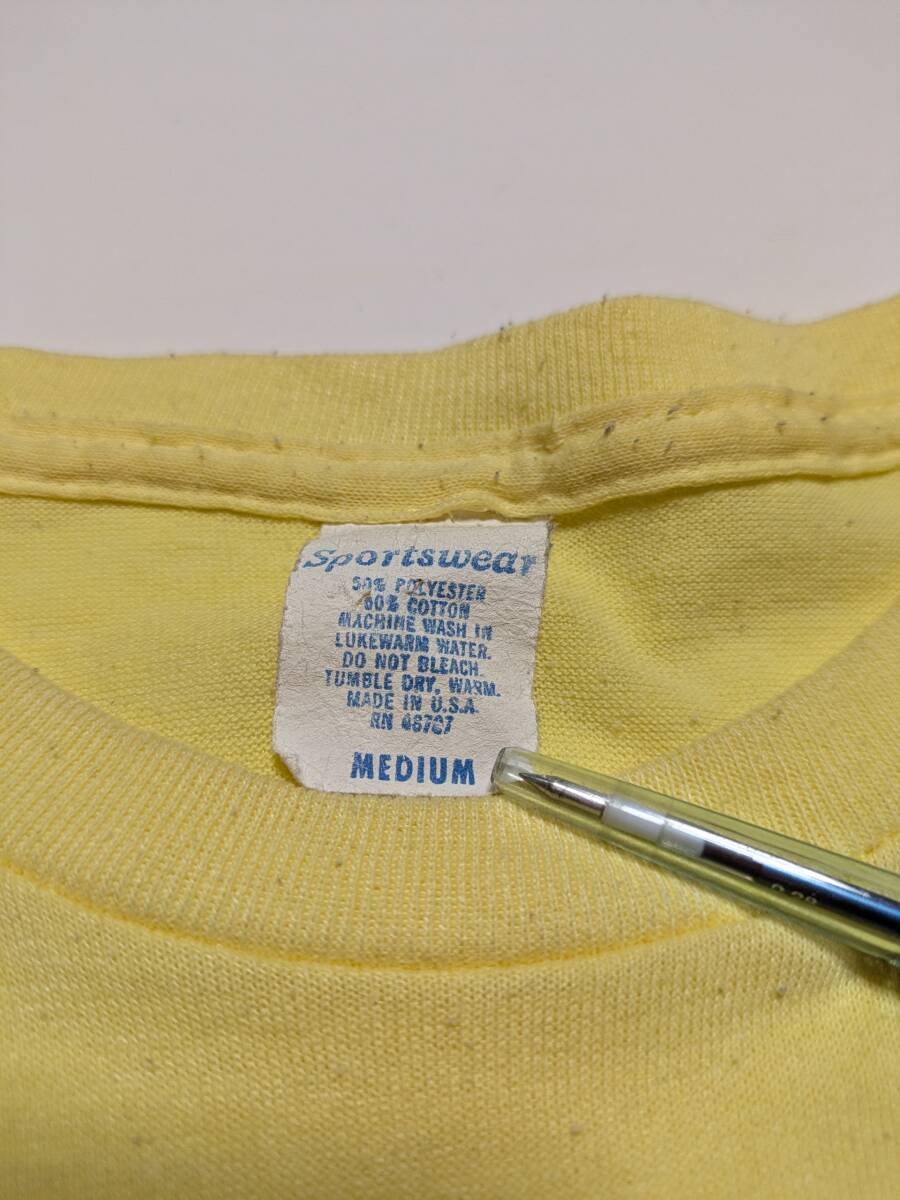 Sportswear
50% POLYESTER
50% COTTON
MACHINE WASH IN
LUKEWARM WATER.
DO NOT BLEACH.
TUMBLE DRY, WARM.
MADE IN U.S.A.
RN
MEDIUM